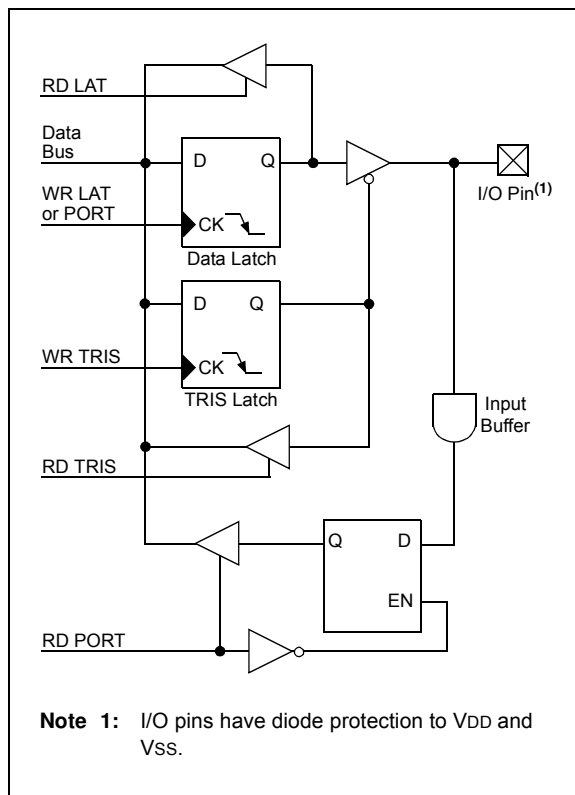 RD LAT
Data
Bus
D Q
WR LAT
or PORT
I/O Pin(1)
CK
Data Latch
D Q
WR TRIS
CK
TRIS Latch
Input
Buffer
RD TRIS
Q D
EN
RD PORT
Note 1: I/O pins have diode protection to VDD and
VSS.